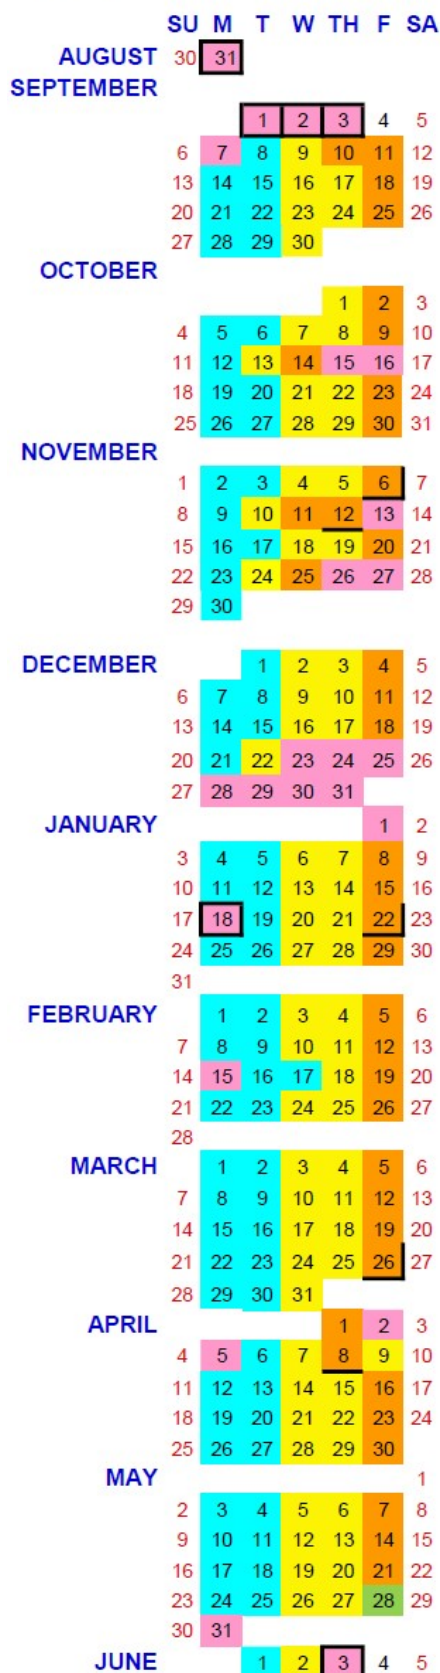 SU M T W TH F SA
AUGUST 30 31
SEPTEMBER
1 2 3 4 5
6 7 8 9 10 11 12
13 14 15 16 17 18 19
20 21 22 23 24 25 26
27 28 29 30
OCTOBER
1 2 3
4 5 6 7 8 9 10
11 12 13 14 15 16 17
18 19 20 21 22 23 24
25 26 27 28 29 30 31
NOVEMBER
1 2 3 4 5 6 7
8 9 10 11 12 13 14
15 16 17 18 19 20 21
22 23 24 25 26 27 28
29 30
DECEMBER 1 2 3 4 5
6 7 8 9 10 11 12
13 14 15 16 17 18 19
20 21 22 23 24 25 26
27 28 29 30 31
JANUARY 1 2
3 4 5 6 7 8 9
10 11 12 13 14 15 16
17 18 19 20 21 22 23
24 25 26 27 28 29 30
31
FEBRUARY 1 2 3 4 5 6
7 8 9 10 11 12 13
14 15 16 17 18 19 20
21 22 23 24 25 26 27
28
MARCH 1 2 3 4 5 6
7 8 9 10 11 12 13
14 15 16 17 18 19 20
21 22 23 24 25 26 27
28 29 30 31
APRIL 1 2 3
4 5 6 7 8 9 10
11 12 13 14 15 16 17
18 19 20 21 22 23 24
25 26 27 28 29 30
MAY 1
2 3 4 5 6 7 8
9 10 11 12 13 14 15
16 17 18 19 20 21 22
23 24 25 26 27 28 29
30 31
JUNE 1 2 3 4 5